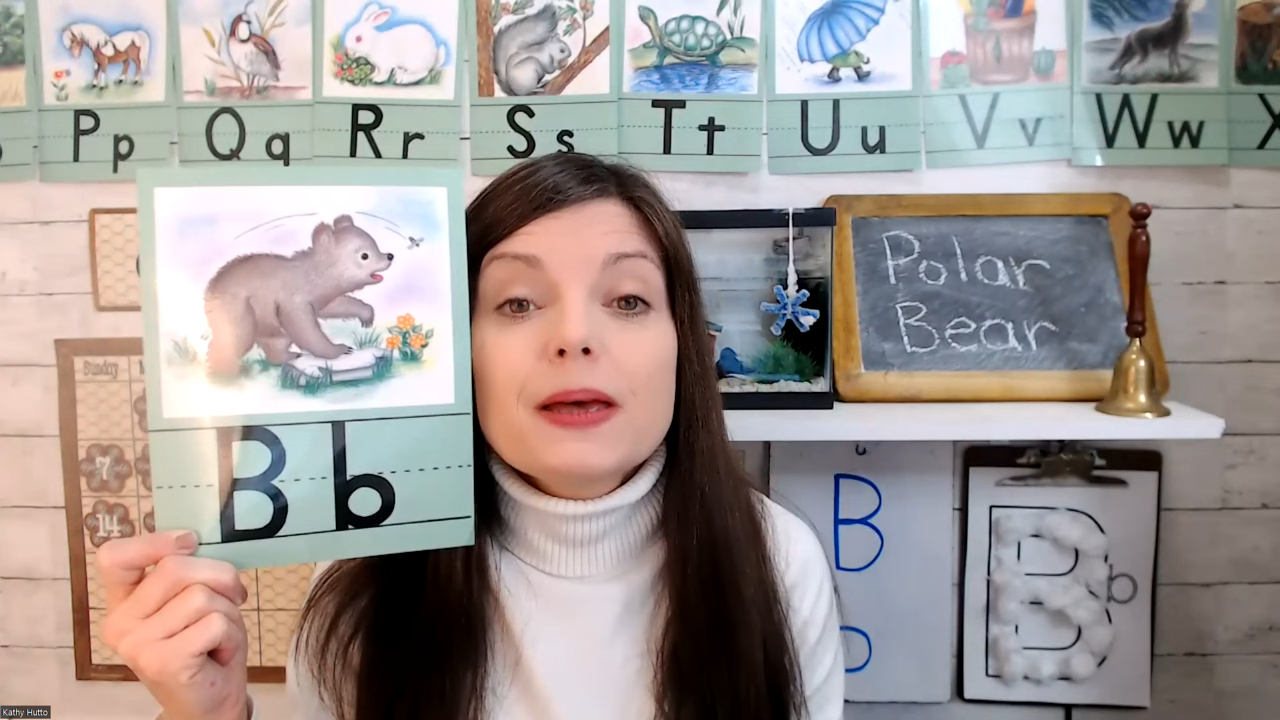 Pp Qq Rr Ss Tt Uu Vv Ww X
Polar
Bear
Sunday
7
14
Bb
B
B
Kathy Hutto